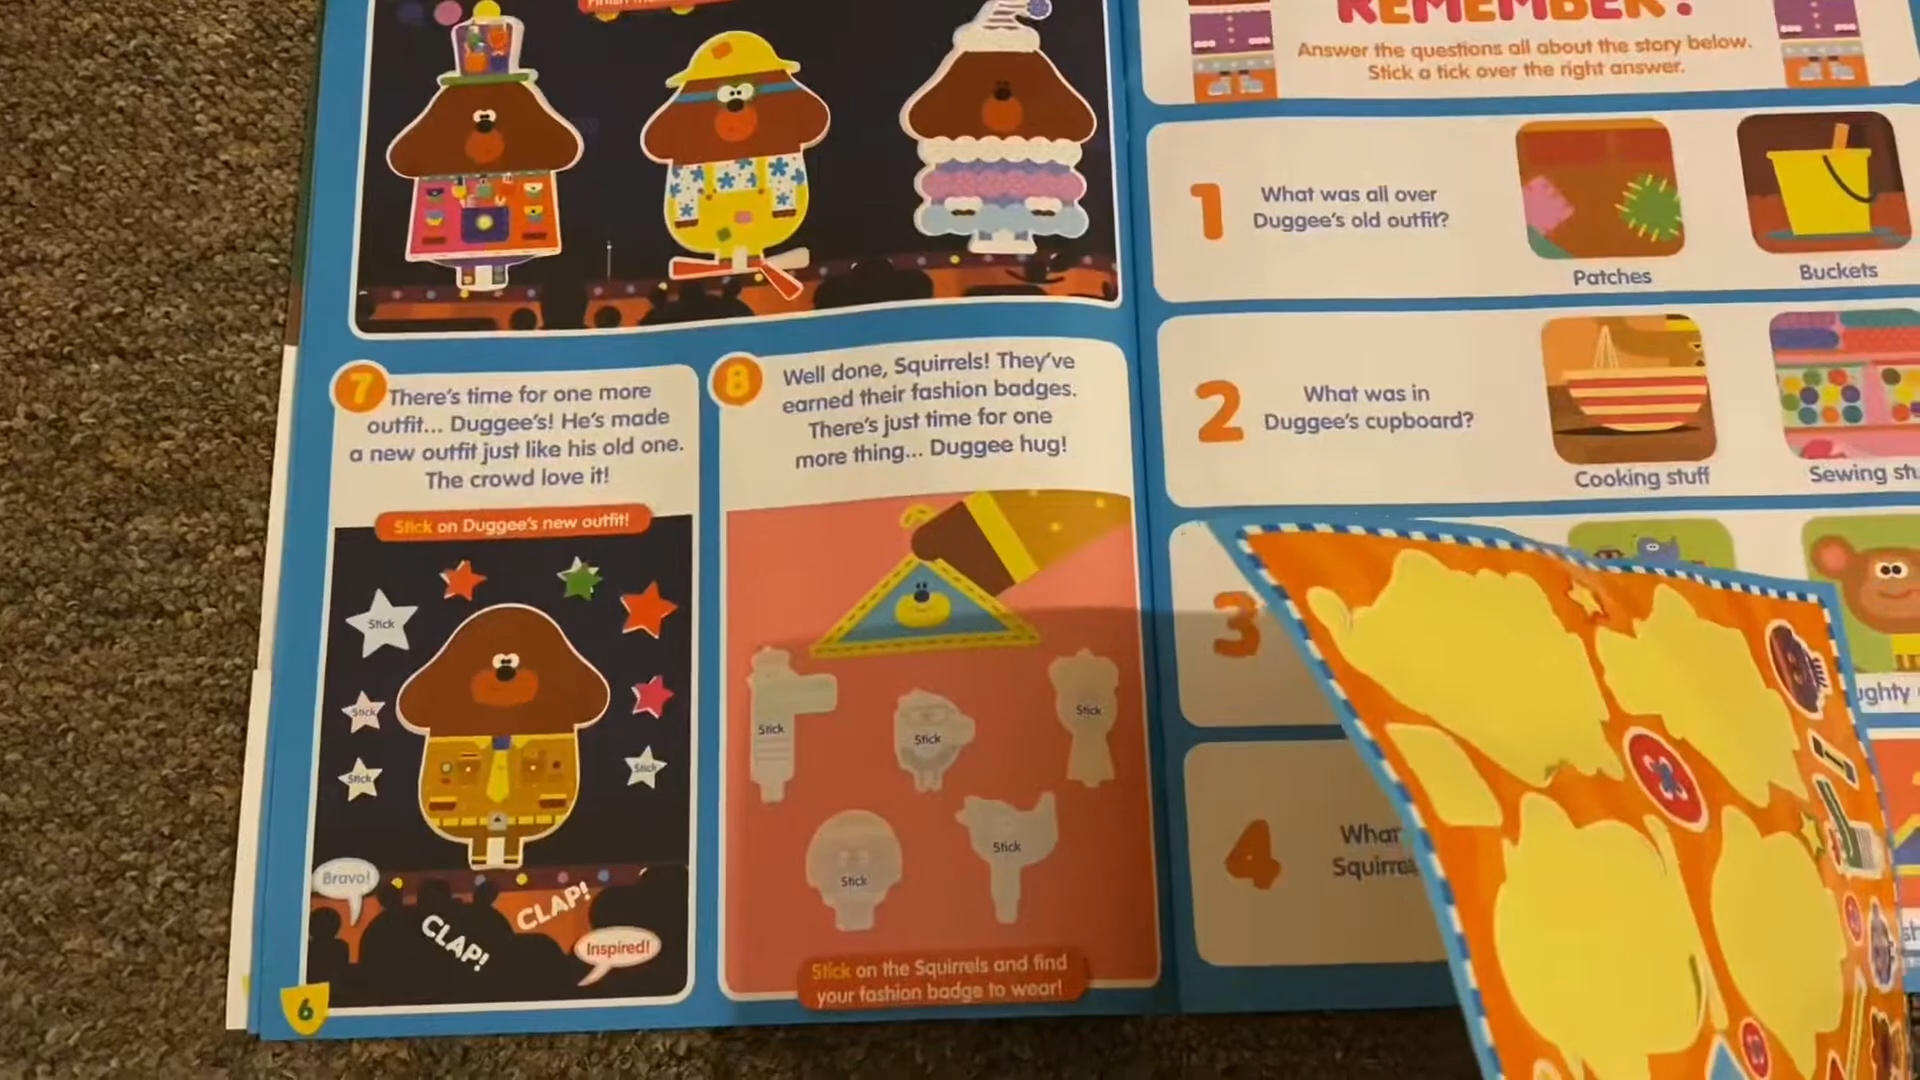 7
There's time for one more
outfit... Duggee's! He's made
a new outfit just like his old one.
The crowd love it!
Stick on Duggee's new outfit!
Stick
Stick
Stick
Stick
Bravo!
CLAP!
CLAP!
Inspired!
6
8
Well done, Squirrels! They've
earned their fashion badges.
There's just time for one
more thing... Duggee hug!
Stick
Stick
Stick
Stick
Stick
Stick on the Squirrels and find
your fashion badge to wear!
REMEMBER?
Answer the questions all about the story below.
Stick a tick over the right answer.
1
What was all over
Duggee's old outfit?
Patches
Buckets
2
What was in
Duggee's cupboard?
Cooking stuff
Sewing
3
4